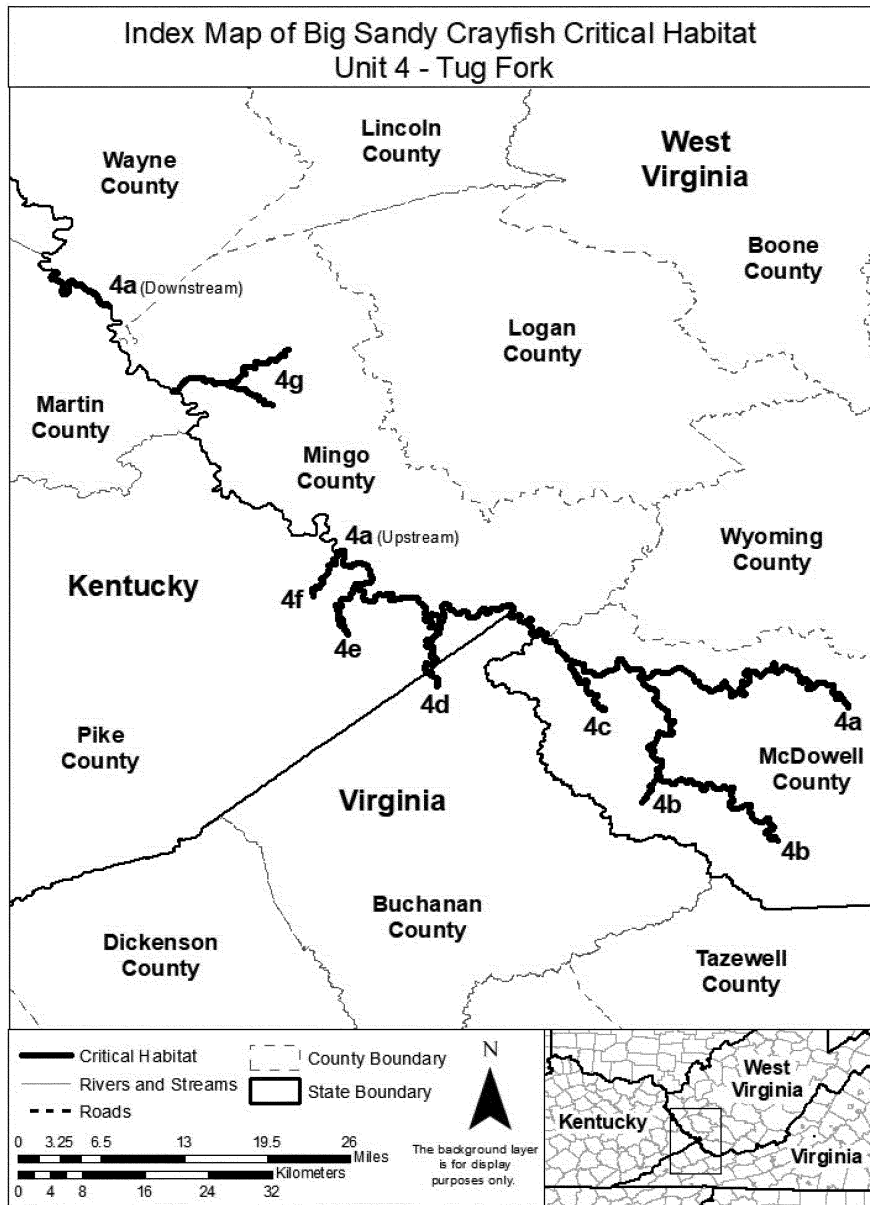 Index Map of Big Sandy Crayfish Critical Habitat
Unit 4 - Tug Fork
Wayne
County
Lincoln
County
West
Virginia
Boone
County
4a (Downstream)
Logan
County
4g
Martin
County
Mingo
County
4a (Upstream)
Wyoming
County
Kentucky
4f
4e
4d
4c
4a
Pike
County
McDowell
County
Virginia
4b
4b
Buchanan
County
Dickenson
County
Tazewell
County
Critical Habitat
Rivers and Streams
Roads
County Boundary
State Boundary
N
0 3.25 6.5 13 19.5 26
Miles
Kilometers
0 4 8 16 24 32
The background layer
is for display
purposes only.
West
Virginia
Kentucky
Virginia